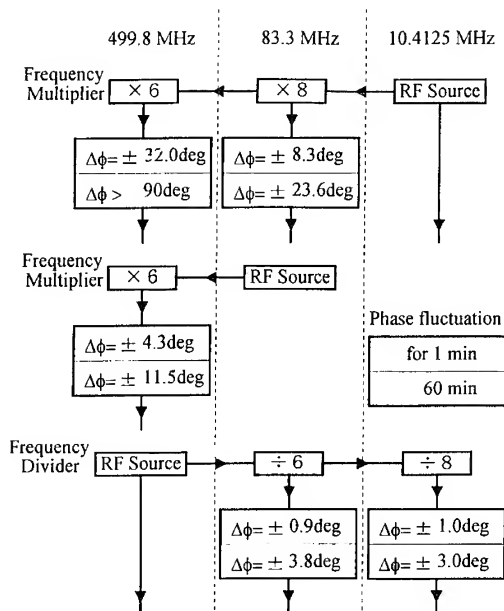 499.8 MHz 83.3 MHz 10.4125 MHz
Frequency
Multiplier
× 6 × 8 RF Source
Δϕ= ± 32.0deg Δϕ= ± 8.3deg
Δϕ > 90deg Δϕ= ± 23.6deg
Frequency
Multiplier
× 6 RF Source
Phase fluctuation
Δϕ= ± 4.3deg for 1 min
Δϕ= ± 11.5deg 60 min
Frequency
Divider
RF Source ÷ 6 ÷ 8
Δϕ= ± 0.9deg Δϕ= ± 1.0deg
Δϕ= ± 3.8deg Δϕ= ± 3.0deg